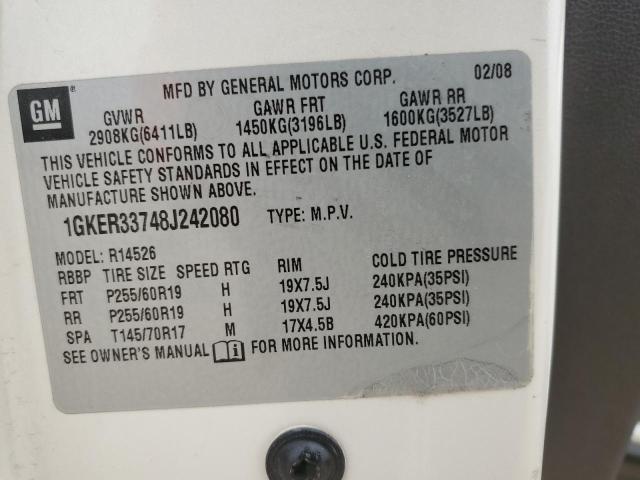 GM
®
MFD BY GENERAL MOTORS CORP. 02/08
GVWR GAWR FRT GAWR RR
2908KG(6411LB) 1450KG(3196LB) 1600KG(3527LB)
THIS VEHICLE CONFORMS TO ALL APPLICABLE U.S. FEDERAL MOTOR
VEHICLE SAFETY STANDARDS IN EFFECT ON THE DATE OF
MANUFACTURE SHOWN ABOVE.
1GKER33748J242080 TYPE: M.P.V.
MODEL: R14526
RBBP TIRE SIZE SPEED RTG RIM COLD TIRE PRESSURE
FRT P255/60R19 H 19X7.5J 240KPA(35PSI)
RR P255/60R19 H 19X7.5J 240KPA(35PSI)
SPA T145/70R17 M 17X4.5B 420KPA(60PSI)
SEE OWNER'S MANUAL i FOR MORE INFORMATION.